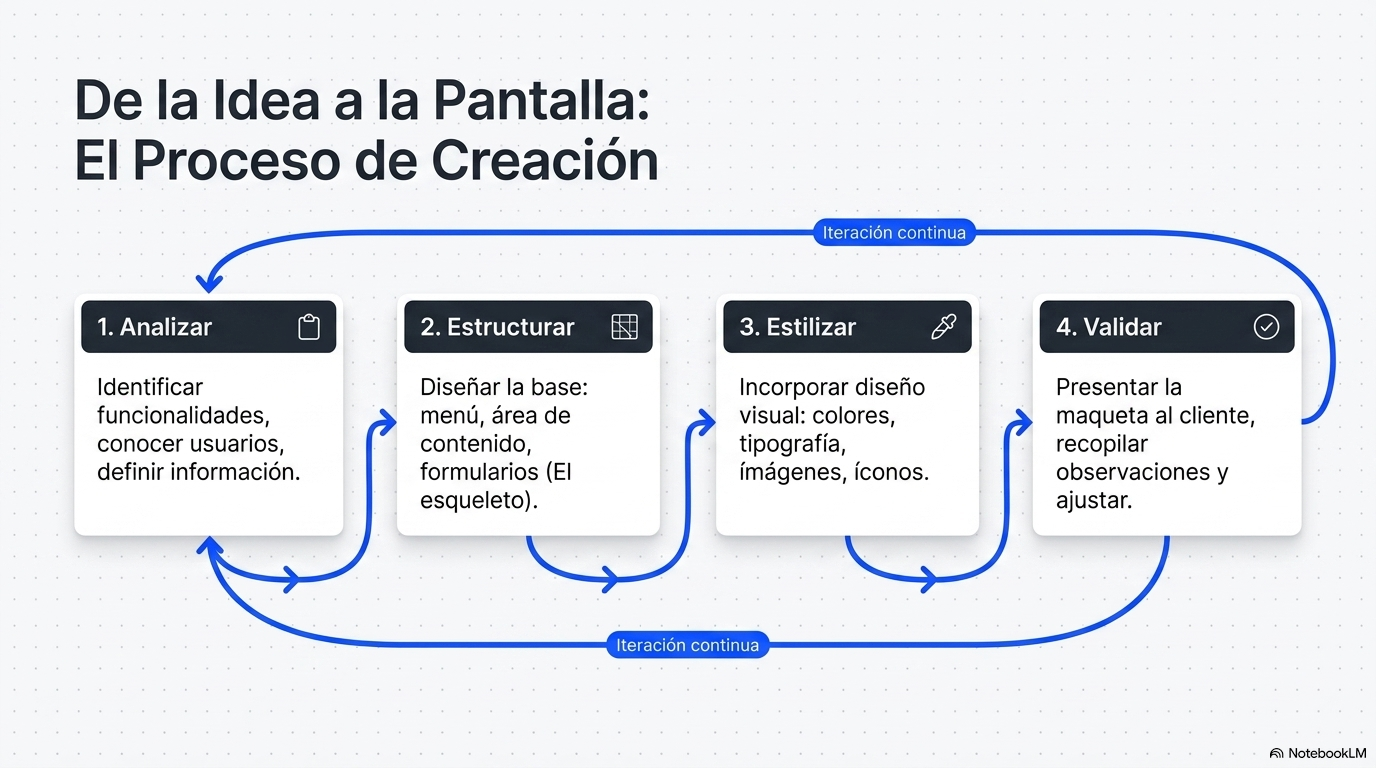 De la Idea a la Pantalla:
El Proceso de Creación
Iteración continua
1. Analizar
Identificar
funcionalidades,
conocer usuarios,
definir información.
2. Estructurar
Diseñar la base:
menú, área de
contenido,
formularios (El
esqueleto).
3. Estilizar
Incorporar diseño
visual: colores,
tipografía,
ímágenes, íconos.
4. Validar
Presentar la
maqueta al cliente,
recopilar
observaciones y
ajustar.
Iteración continua
NotebookLM